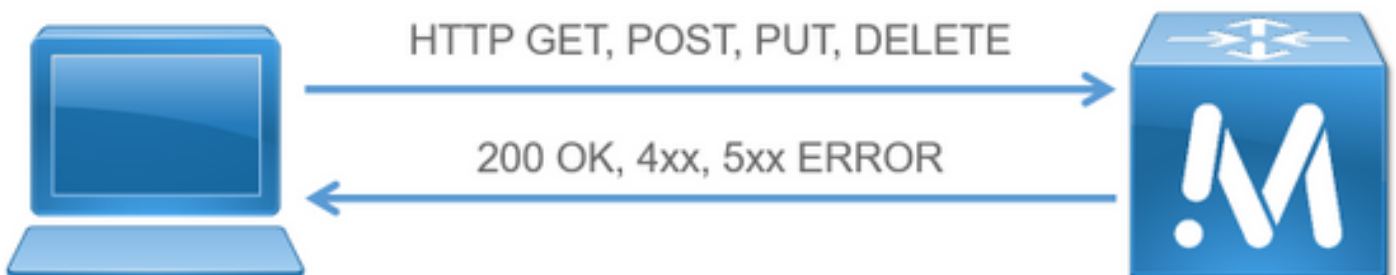 HTTP GET, POST, PUT, DELETE
200 OK, 4xx, 5xx ERROR